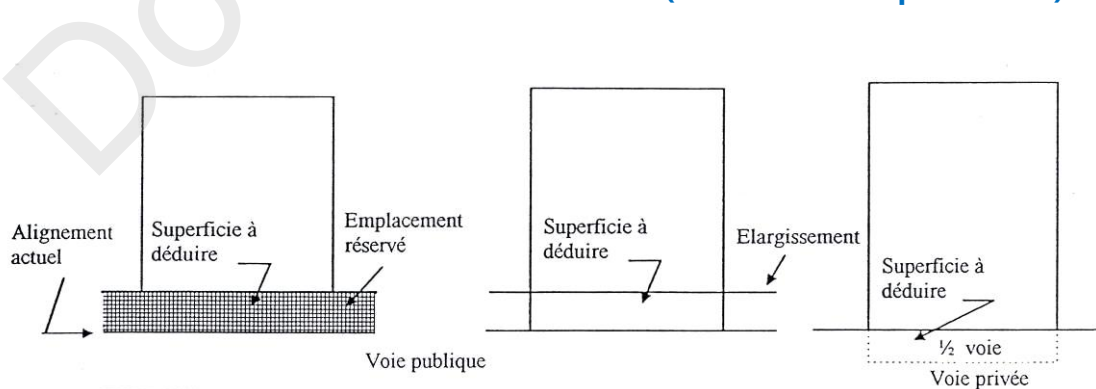 Alignement
actuel
Superficie à
déduire
Emplacement
réservé
Voie publique
Superficie à
déduire
Elargissement
Superficie à
déduire
½ voie
Voie privée